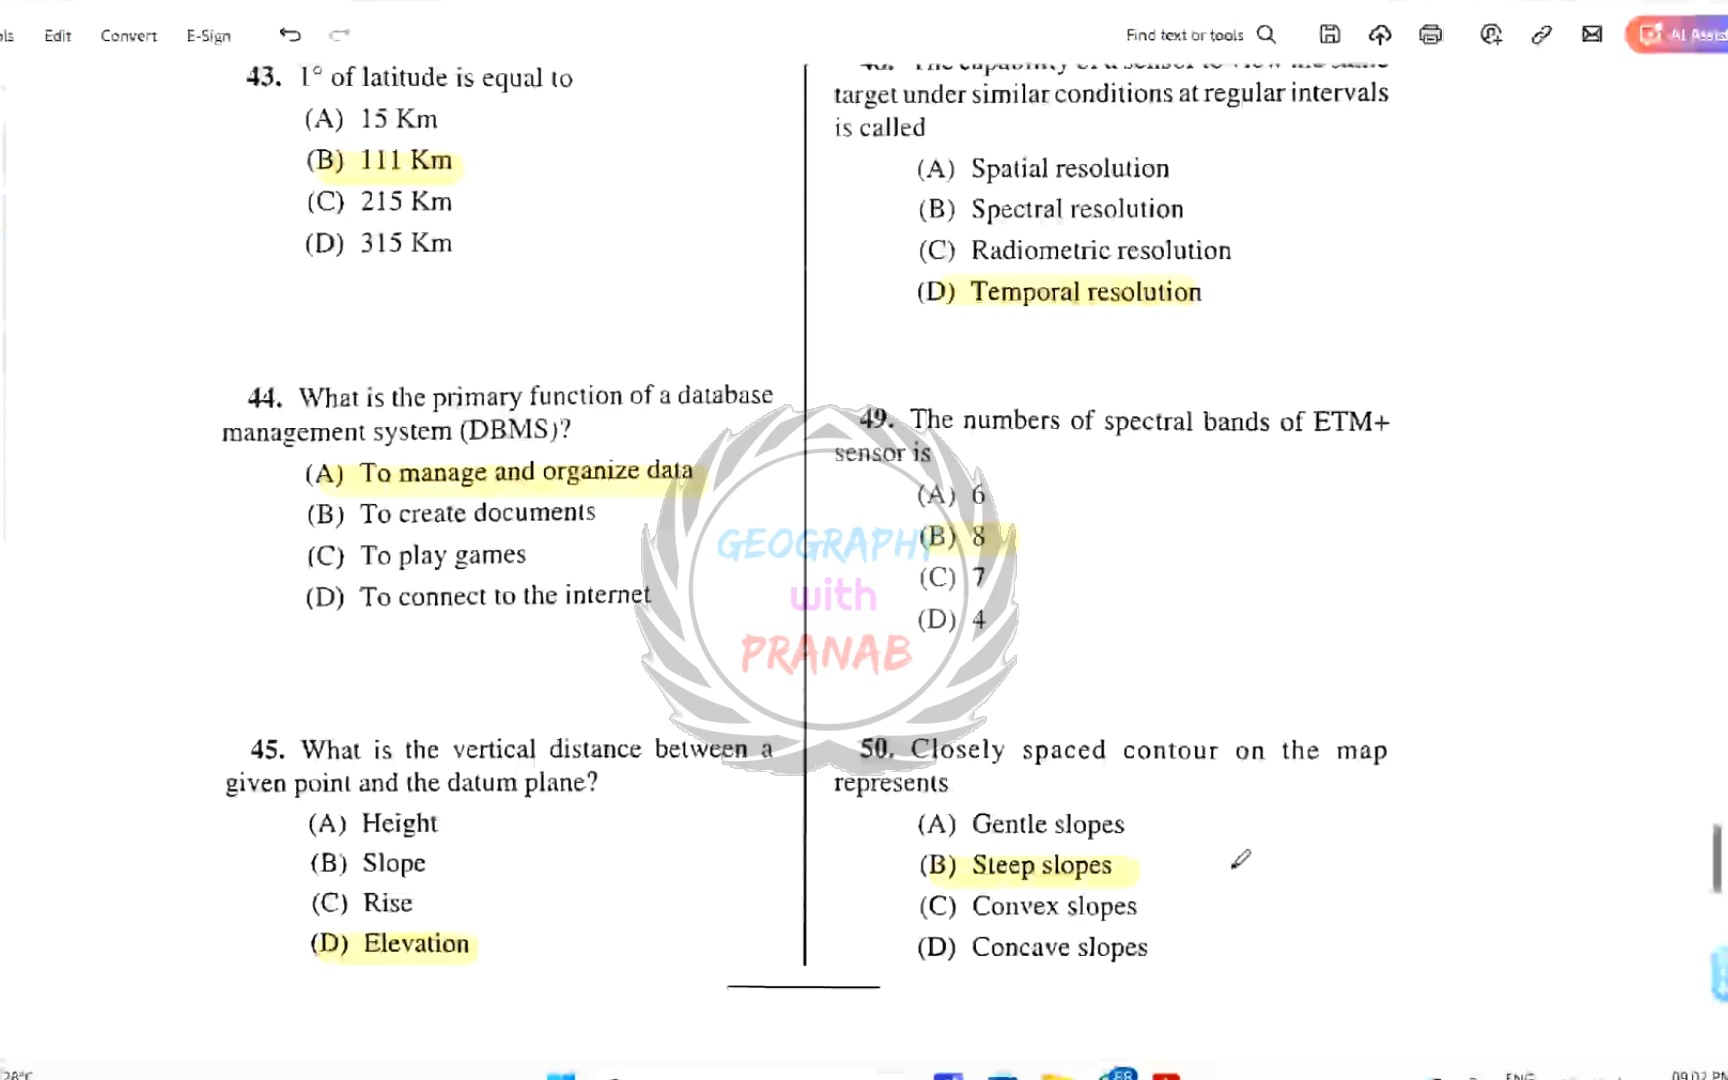 Edit Convert E-Sign
Find text or tools
43. 1° of latitude is equal to
(A) 15 Km
(B) 111 Km
(C) 215 Km
(D) 315 Km
44. What is the primary function of a database
management system (DBMS)?
(A) To manage and organize data
(B) To create documents
(C) To play games
(D) To connect to the internet
45. What is the vertical distance between a
given point and the datum plane?
(A) Height
(B) Slope
(C) Rise
(D) Elevation
target under similar conditions at regular intervals
is called
(A) Spatial resolution
(B) Spectral resolution
(C) Radiometric resolution
(D) Temporal resolution
49. The numbers of spectral bands of ETM+
sensor is
(A) 6
(B) 8
(C) 7
(D) 4
50. Closely spaced contour on the map
represents
(A) Gentle slopes
(B) Steep slopes
(C) Convex slopes
(D) Concave slopes
GEOGRAPHY
with
PRANAB